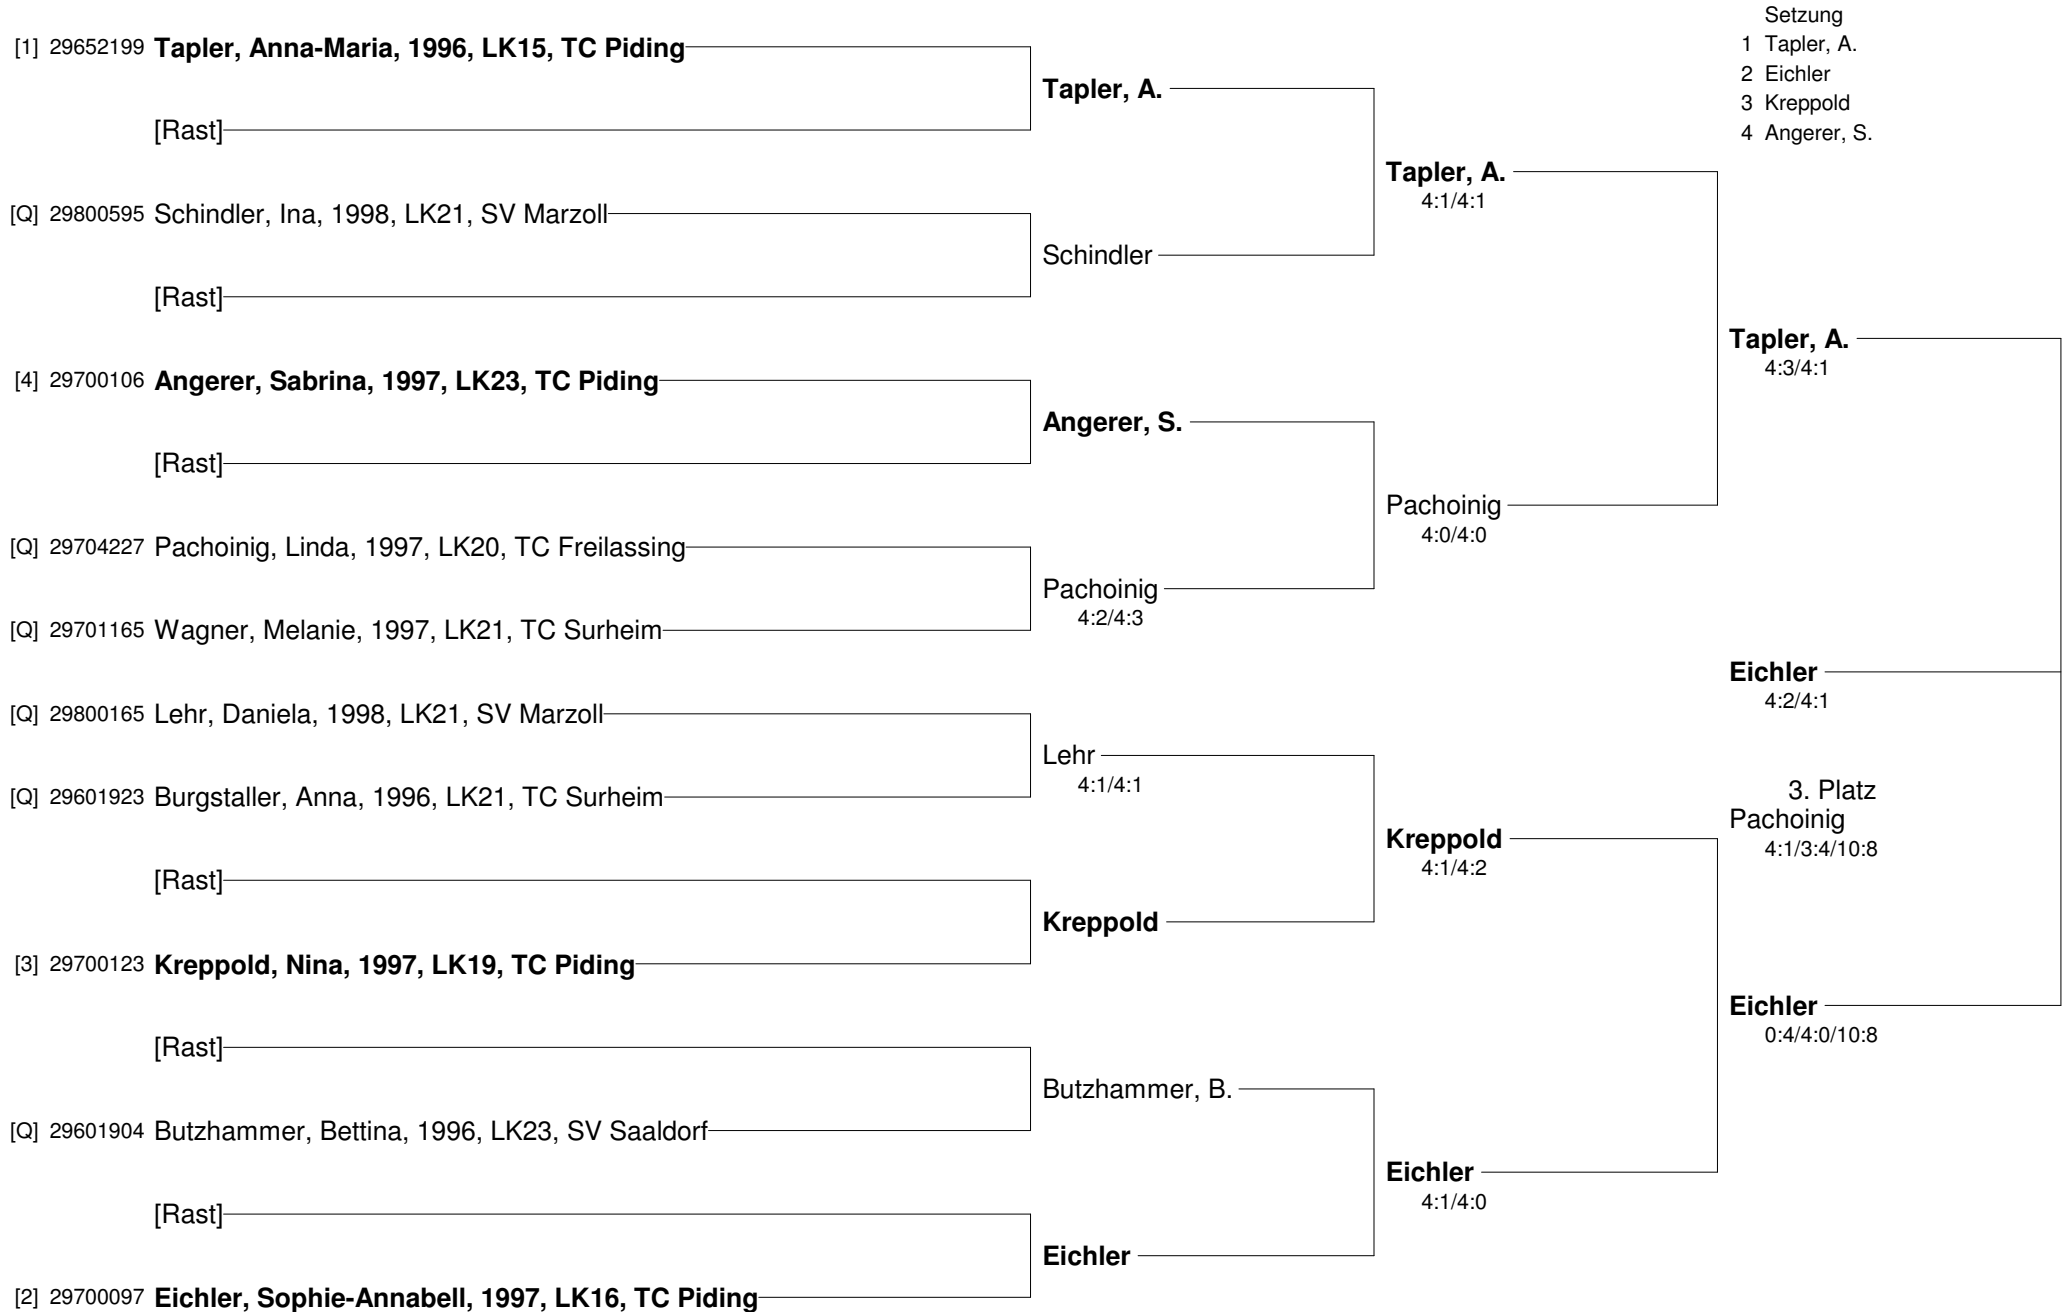 [1] 29652199 Tapler, Anna-Maria, 1996, LK15, TC Piding
[Rast]
[Q] 29800595 Schindler, Ina, 1998, LK21, SV Marzoll
[Rast]
[4] 29700106 Angerer, Sabrina, 1997, LK23, TC Piding
[Rast]
[Q] 29704227 Pachoinig, Linda, 1997, LK20, TC Freilassing
[Q] 29701165 Wagner, Melanie, 1997, LK21, TC Surheim
[Q] 29800165 Lehr, Daniela, 1998, LK21, SV Marzoll
[Q] 29601923 Burgstaller, Anna, 1996, LK21, TC Surheim
[Rast]
[3] 29700123 Kreppold, Nina, 1997, LK19, TC Piding
[Rast]
[Q] 29601904 Butzhammer, Bettina, 1996, LK23, SV Saaldorf
[Rast]
[2] 29700097 Eichler, Sophie-Annabell, 1997, LK16, TC Piding
Tapler, A.
Schindler
Angerer, S.
Pachoinig
4:2/4:3
Lehr
4:1/4:1
Kreppold
Butzhammer, B.
Eichler
Tapler, A.
4:1/4:1
Pachoinig
4:0/4:0
Kreppold
4:1/4:2
Eichler
4:1/4:0
Setzung
1 Tapler, A.
2 Eichler
3 Kreppold
4 Angerer, S.
Tapler, A.
4:3/4:1
Eichler
4:2/4:1
3. Platz
Pachoinig
4:1/3:4/10:8
Eichler
0:4/4:0/10:8